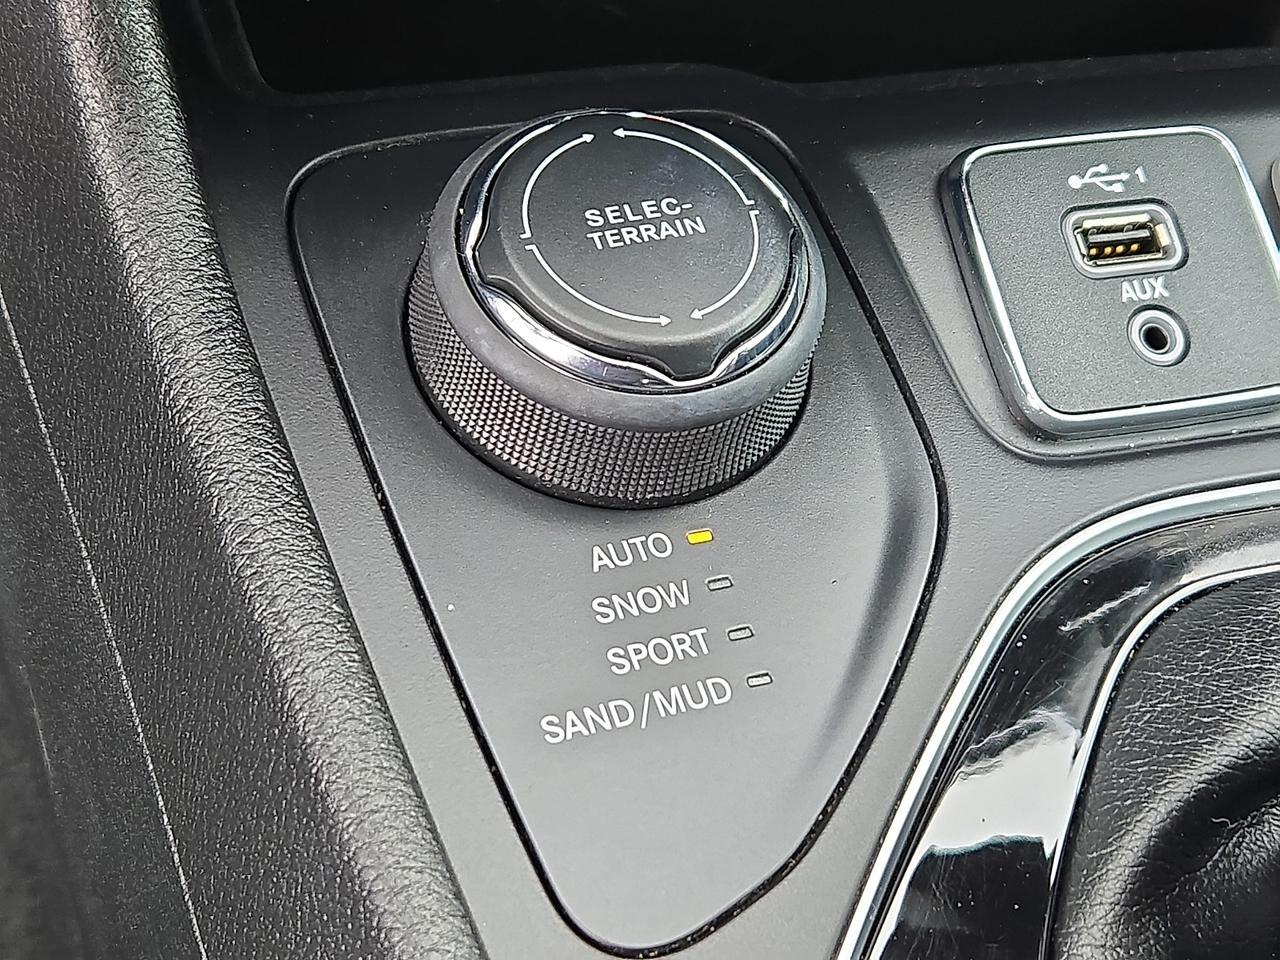 SELEC-
TERRAIN
1
AUX
AUTO
SNOW
SPORT
SAND/MUD